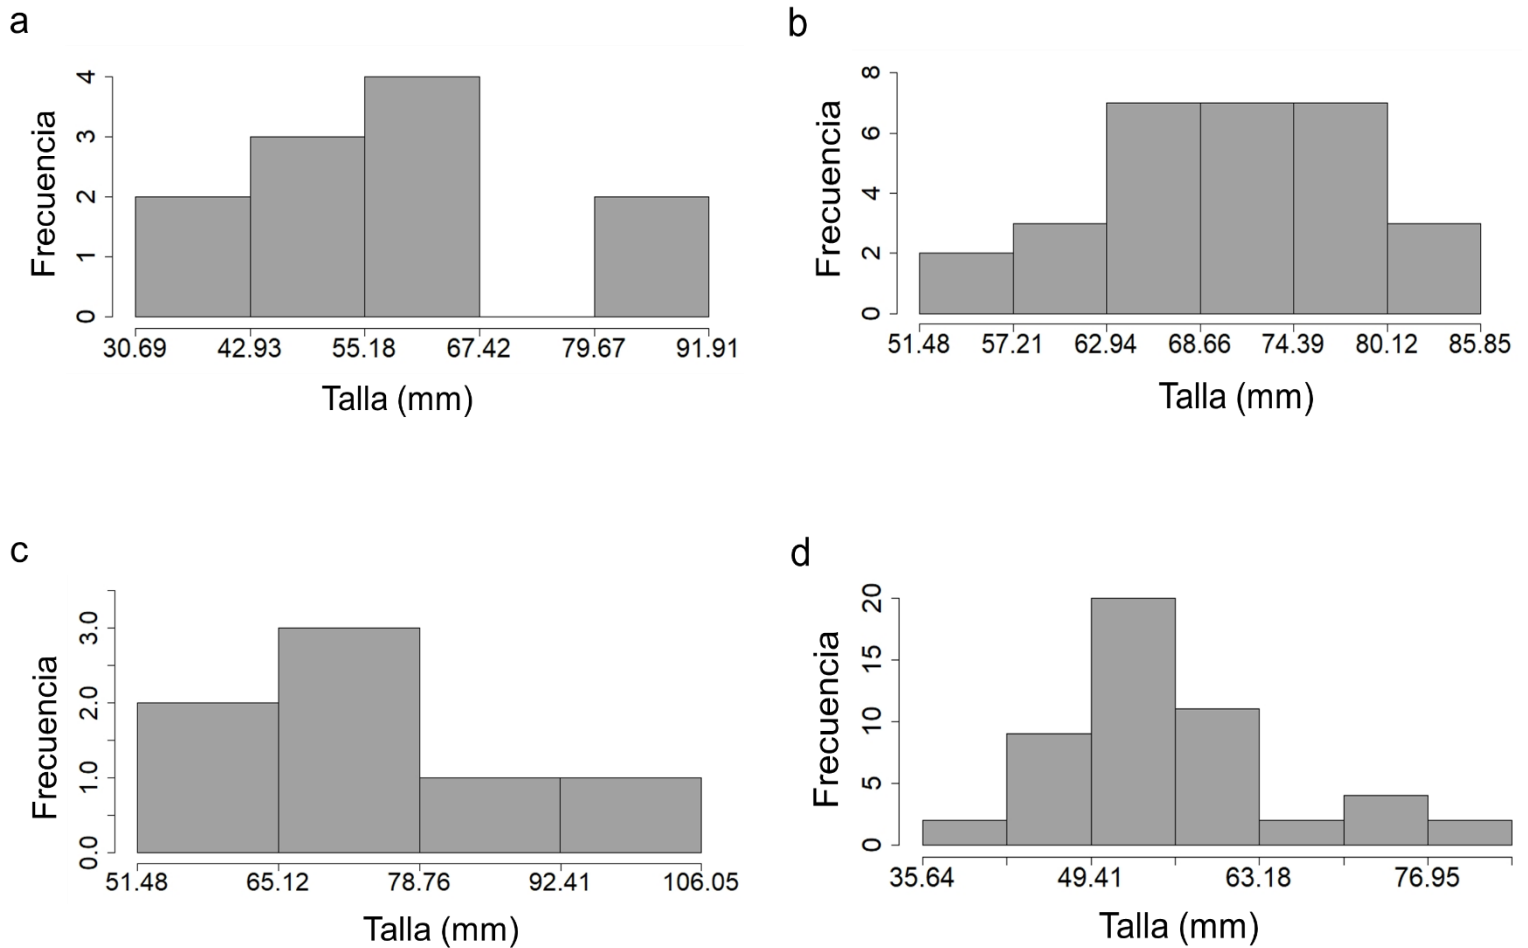 a
Frecuencia
4
3
2
1
0
30.69 42.93 55.18 67.42 79.67 91.91
Talla (mm)
b
Frecuencia
8
6
4
2
0
51.48 57.21 62.94 68.66 74.39 80.12 85.85
Talla (mm)
c
Frecuencia
3.0
2.0
1.0
0.0
51.48 65.12 78.76 92.41 106.05
Talla (mm)
d
Frecuencia
20
15
10
5
0
35.64 49.41 63.18 76.95
Talla (mm)